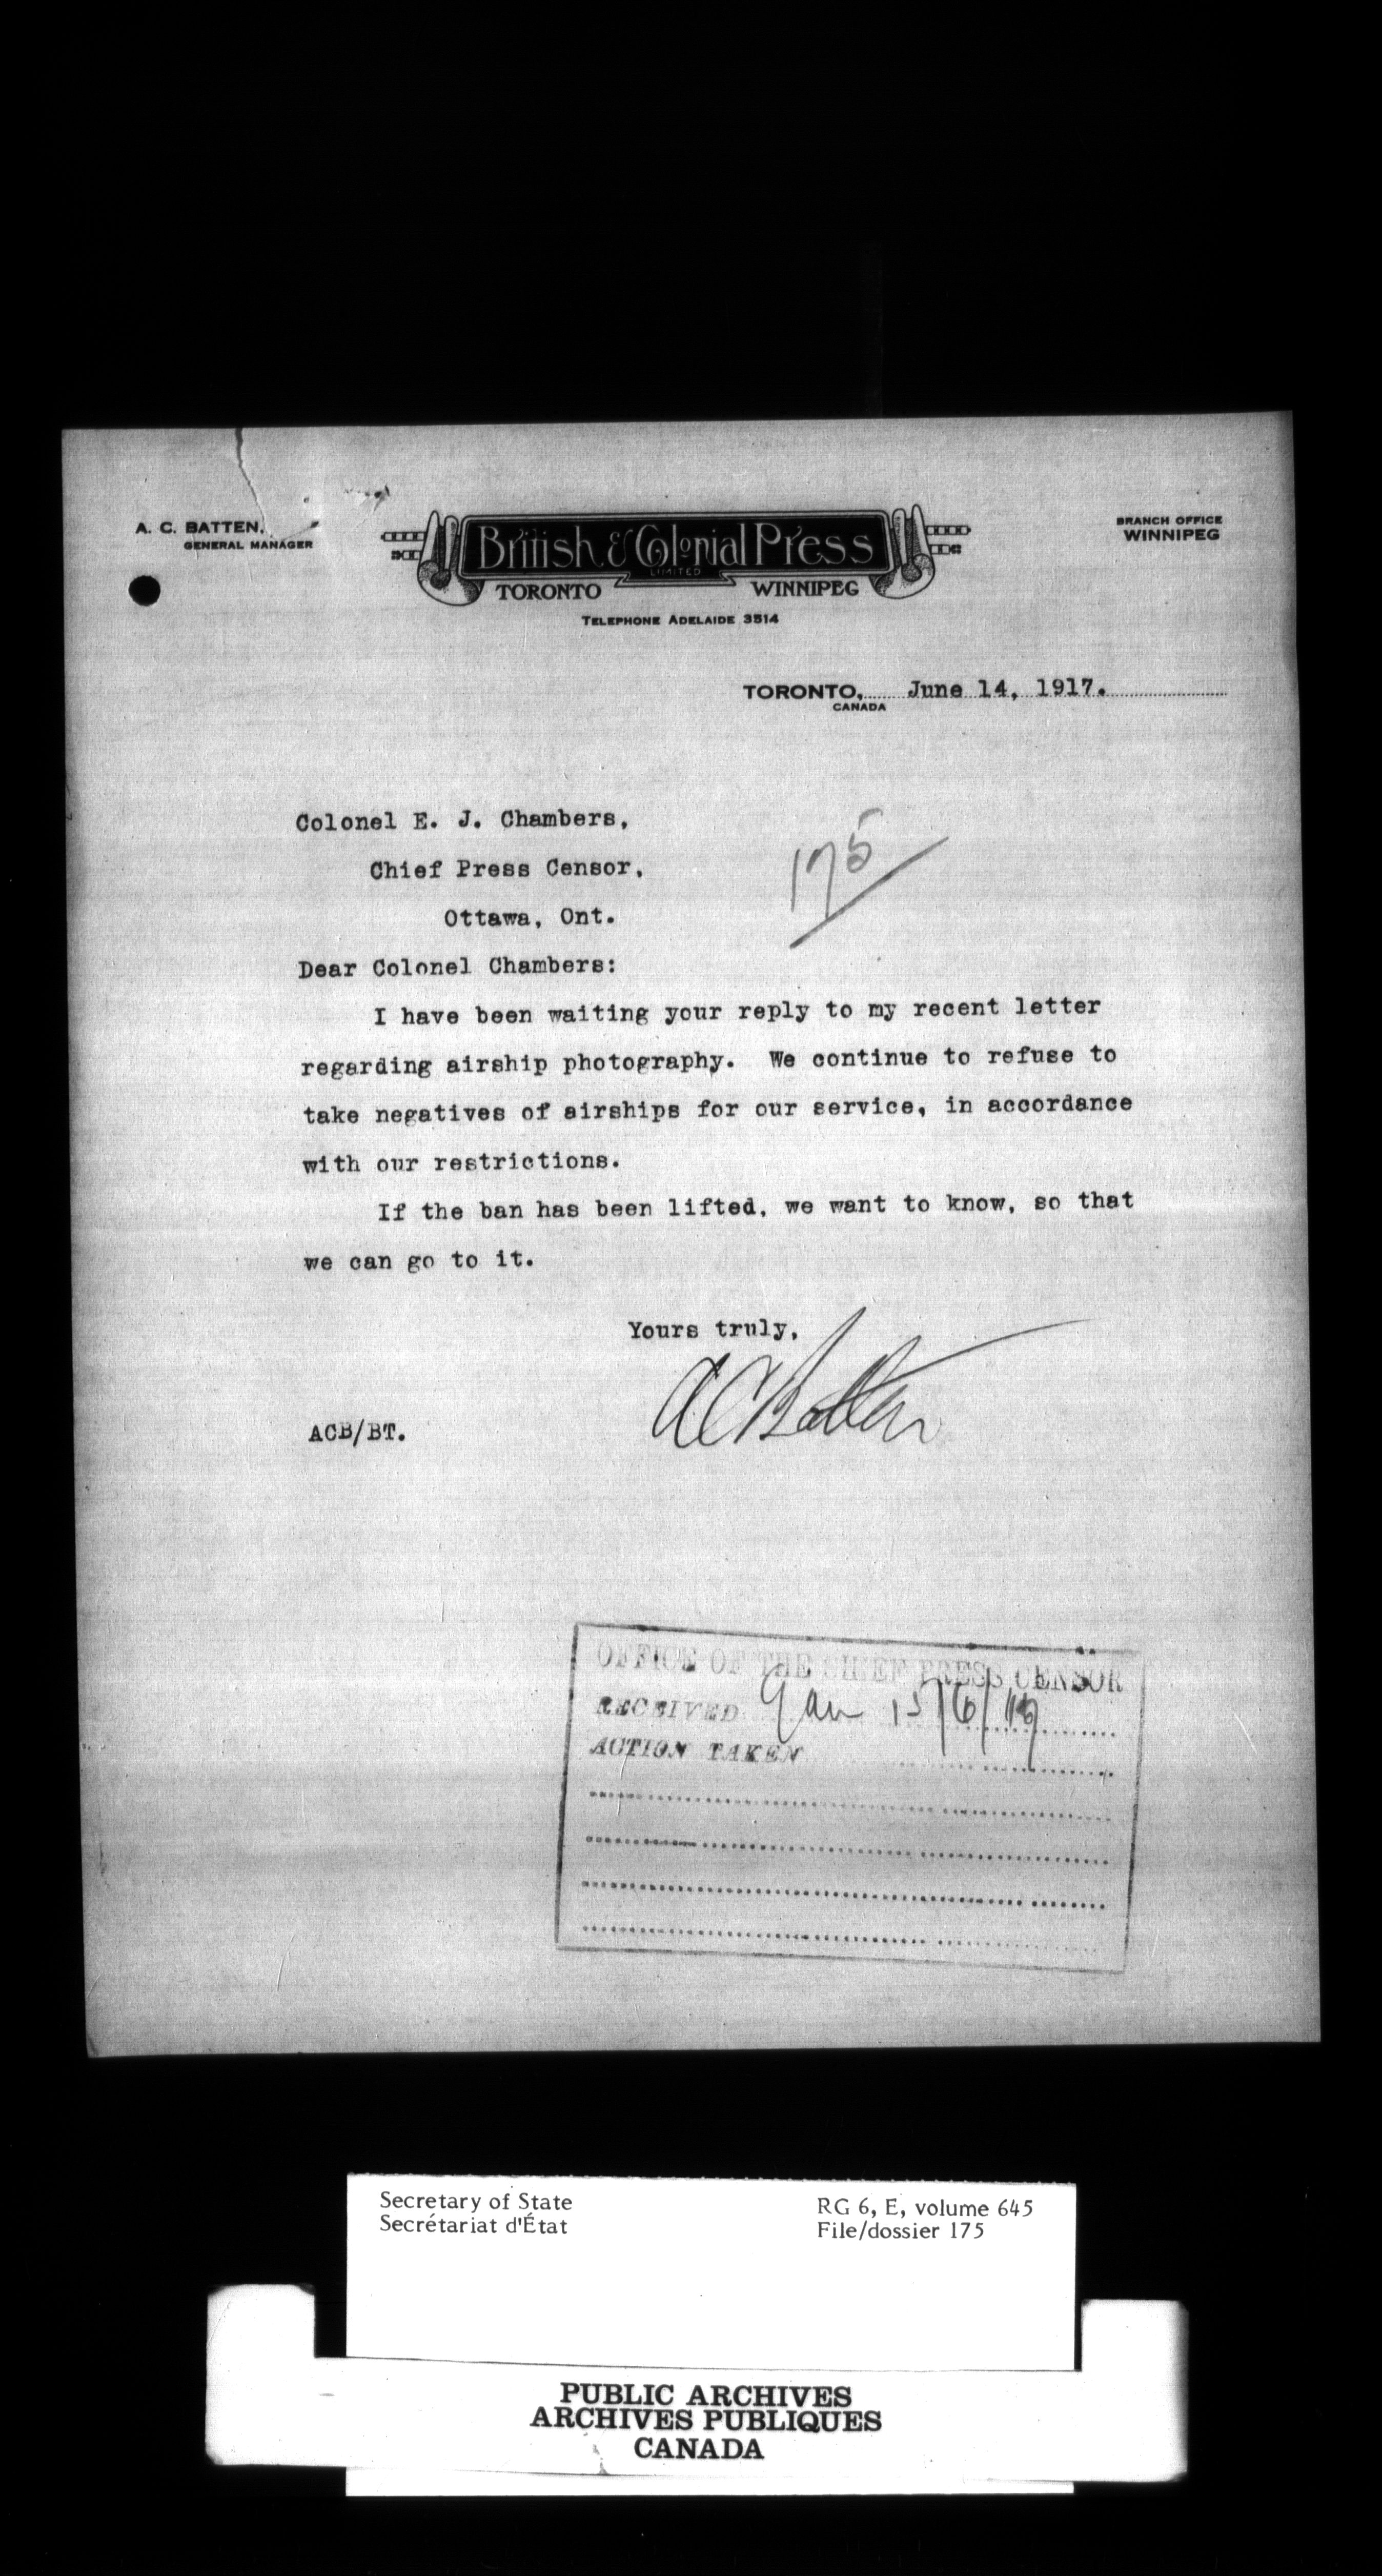 A. C. BATTEN,
GENERAL MANAGER
British & Colonial Press
LIMITED
TORONTO WINNIPEG
TELEPHONE ADELAIDE 3514
BRANCH OFFICE
WINNIPEG
TORONTO, June 14, 1917.
CANADA
Colonel E. J. Chambers,
Chief Press Censor,
Ottawa, Ont.
175
Dear Colonel Chambers:
I have been waiting your reply to my recent letter
regarding airship photography. We continue to refuse to
take negatives of airships for our service, in accordance
with our restrictions.
If the ban has been lifted, we want to know, so that
we can go to it.
Yours truly,
A C Batten
ACB/BT.
OFFICE OF THE CHIEF PRESS CENSOR
RECEIVED 15/6/17
ACTION TAKEN
Secretary of State
Secrétariat d'État
RG 6, E, volume 645
File/dossier 175
PUBLIC ARCHIVES
ARCHIVES PUBLIQUES
CANADA